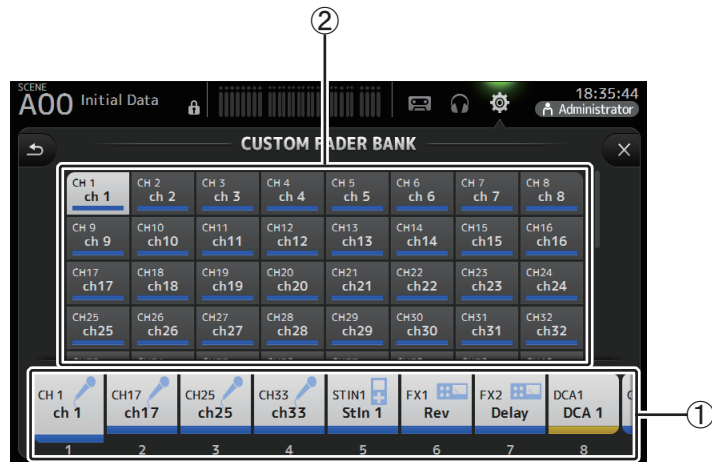 ②
SCENE
A00 Initial Data
18:35:44
Administrator
CUSTOM FADER BANK
CH 1 CH 2 CH 3 CH 4 CH 5 CH 6 CH 7 CH 8
ch 1 ch 2 ch 3 ch 4 ch 5 ch 6 ch 7 ch 8
CH 9 CH10 CH11 CH12 CH13 CH14 CH15 CH16
ch 9 ch10 ch11 ch12 ch13 ch14 ch15 ch16
CH17 CH18 CH19 CH20 CH21 CH22 CH23 CH24
ch17 ch18 ch19 ch20 ch21 ch22 ch23 ch24
CH25 CH26 CH27 CH28 CH29 CH30 CH31 CH32
ch25 ch26 ch27 ch28 ch29 ch30 ch31 ch32
CH 1 CH17 CH25 CH33 STIN1 FX1 FX2 DCA1
ch 1 ch17 ch25 ch33 StIn 1 Rev Delay DCA 1
①
1 2 3 4 5 6 7 8